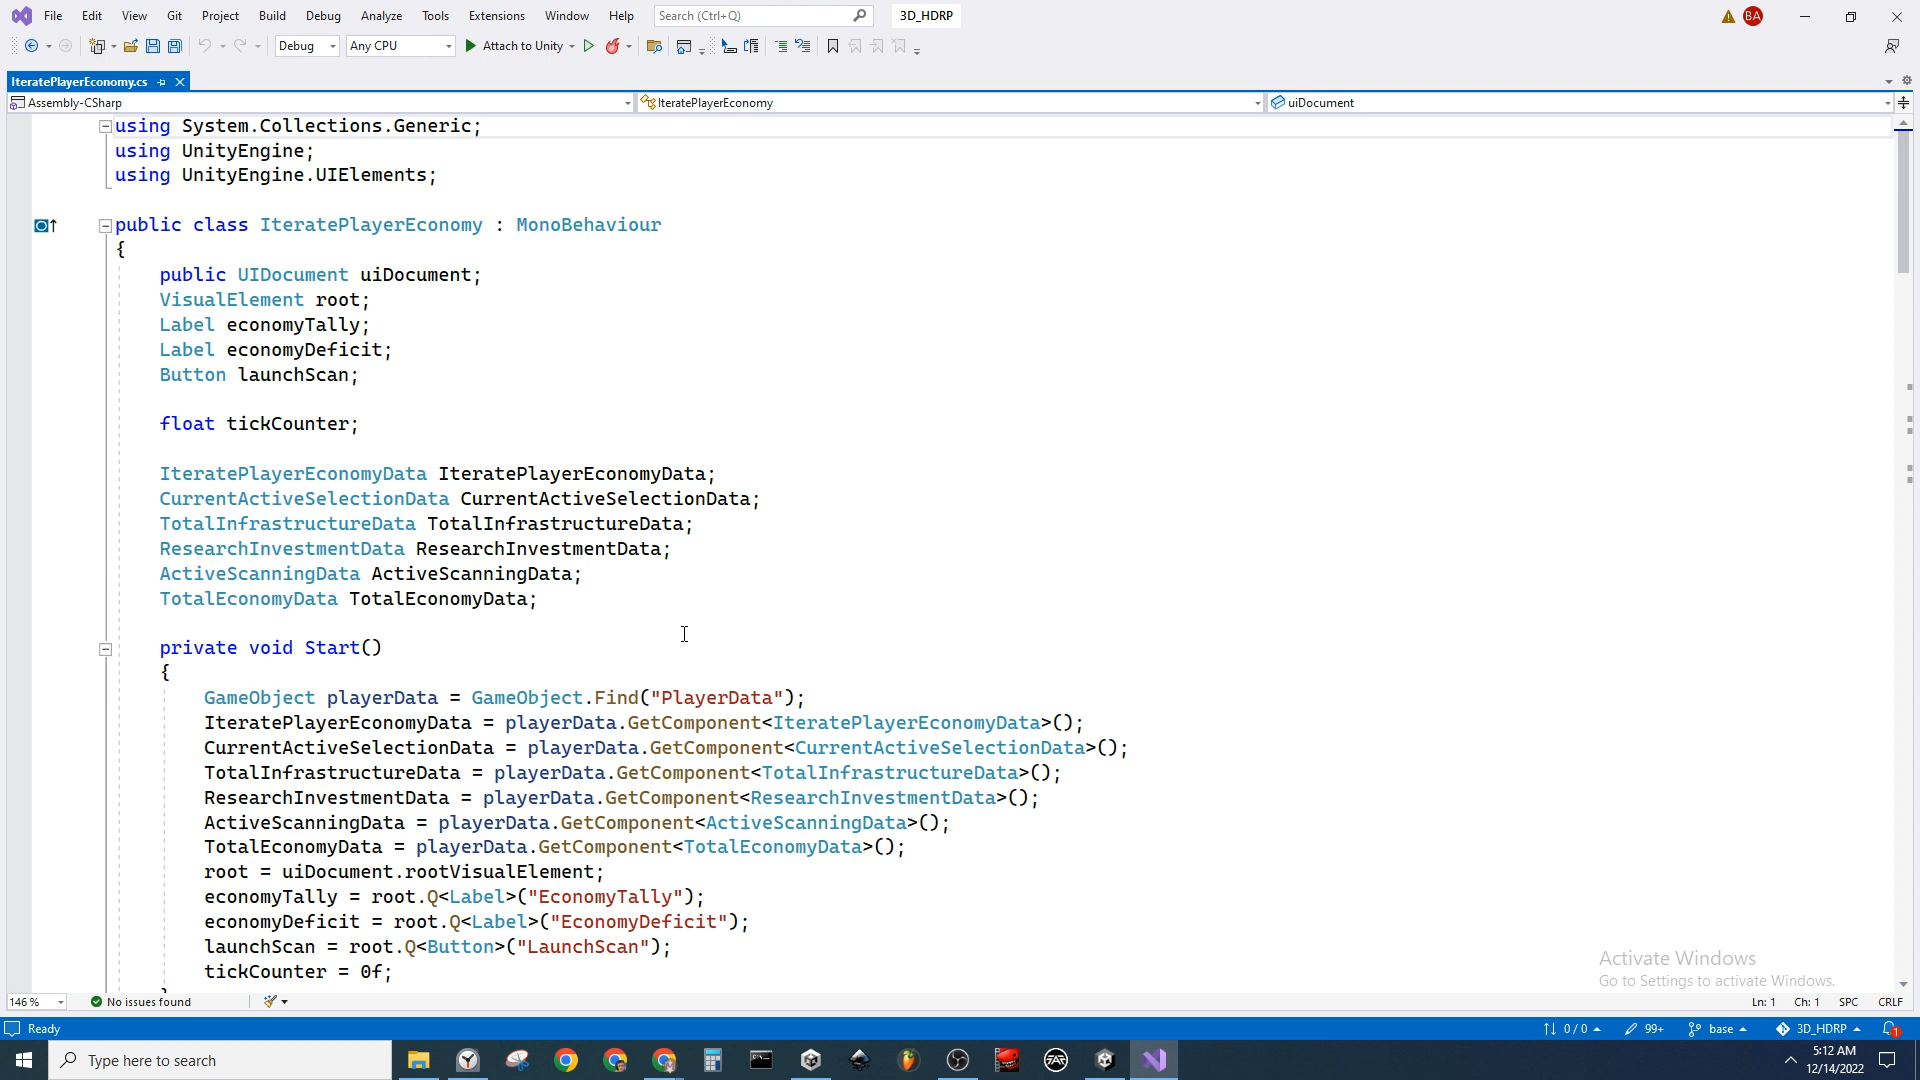 File Edit View Git Project Build Debug Analyze Tools Extensions Window Help Search (Ctrl+Q) 3D_HDRP BA
Debug Any CPU Attach to Unity
IteratePlayerEconomy.cs
Assembly-CSharp IteratePlayerEconomy uiDocument
using System.Collections.Generic;
using UnityEngine;
using UnityEngine.UIElements;
public class IteratePlayerEconomy : MonoBehaviour
{
public UIDocument uiDocument;
VisualElement root;
Label economyTally;
Label economyDeficit;
Button launchScan;
float tickCounter;
IteratePlayerEconomyData IteratePlayerEconomyData;
CurrentActiveSelectionData CurrentActiveSelectionData;
TotalInfrastructureData TotalInfrastructureData;
ResearchInvestmentData ResearchInvestmentData;
ActiveScanningData ActiveScanningData;
TotalEconomyData TotalEconomyData;
private void Start()
{
GameObject playerData = GameObject.Find("PlayerData");
IteratePlayerEconomyData = playerData.GetComponent<IteratePlayerEconomyData>();
CurrentActiveSelectionData = playerData.GetComponent<CurrentActiveSelectionData>();
TotalInfrastructureData = playerData.GetComponent<TotalInfrastructureData>();
ResearchInvestmentData = playerData.GetComponent<ResearchInvestmentData>();
ActiveScanningData = playerData.GetComponent<ActiveScanningData>();
TotalEconomyData = playerData.GetComponent<TotalEconomyData>();
root = uiDocument.rootVisualElement;
economyTally = root.Q<Label>("EconomyTally");
economyDeficit = root.Q<Label>("EconomyDeficit");
launchScan = root.Q<Button>("LaunchScan");
tickCounter = 0f;
Activate Windows
Go to Settings to activate Windows.
146 % No issues found Ln: 1 Ch: 1 SPC CRLF
Ready 0 / 0 99+ base 3D_HDRP 1
Type here to search 5:12 AM
12/14/2022